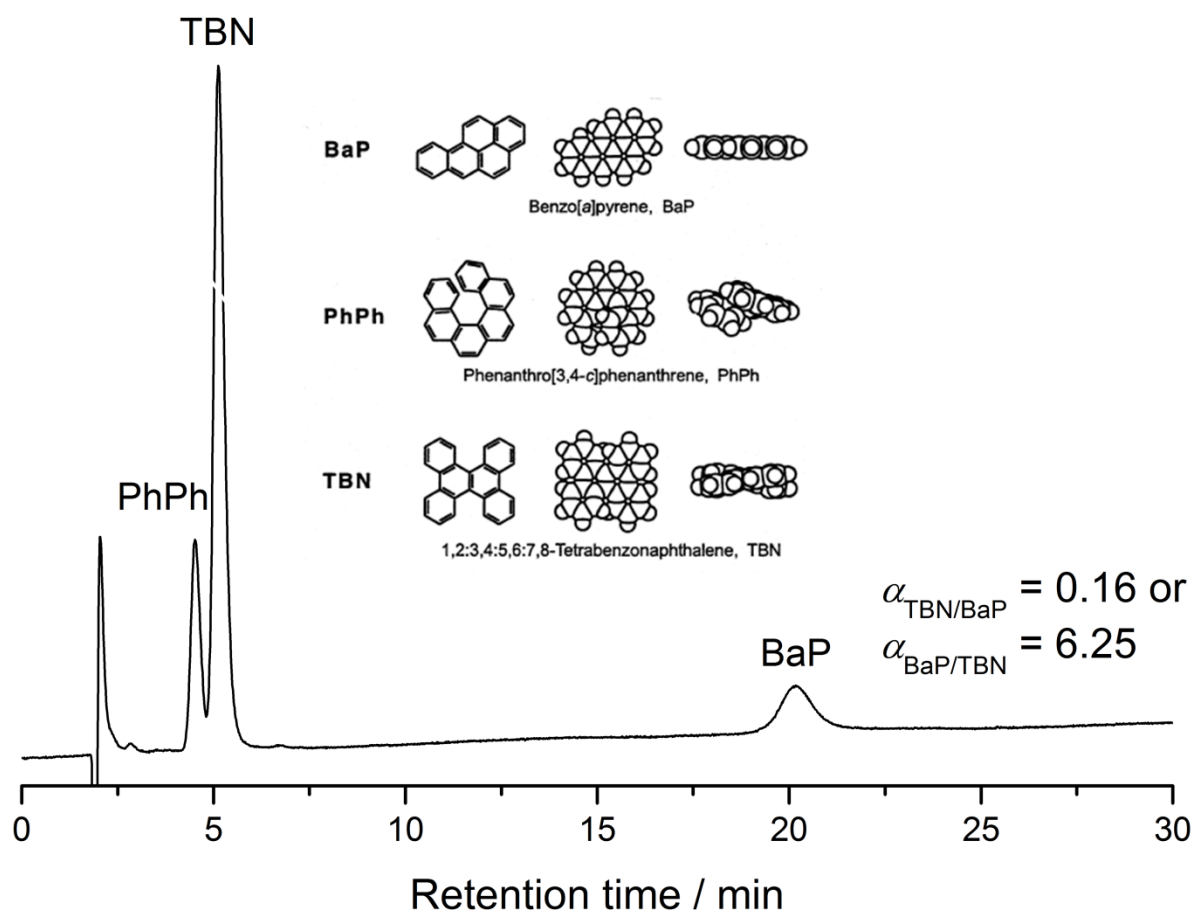 TBN
BaP
Benzo[a]pyrene, BaP
PhPh
Phenanthro[3,4-c]phenanthrene, PhPh
TBN
1,2:3,4:5,6:7,8-Tetrabenzonaphthalene, TBN
PhPh
BaP
αTBN/BaP = 0.16 or
αBaP/TBN = 6.25
0 5 10 15 20 25 30
Retention time / min